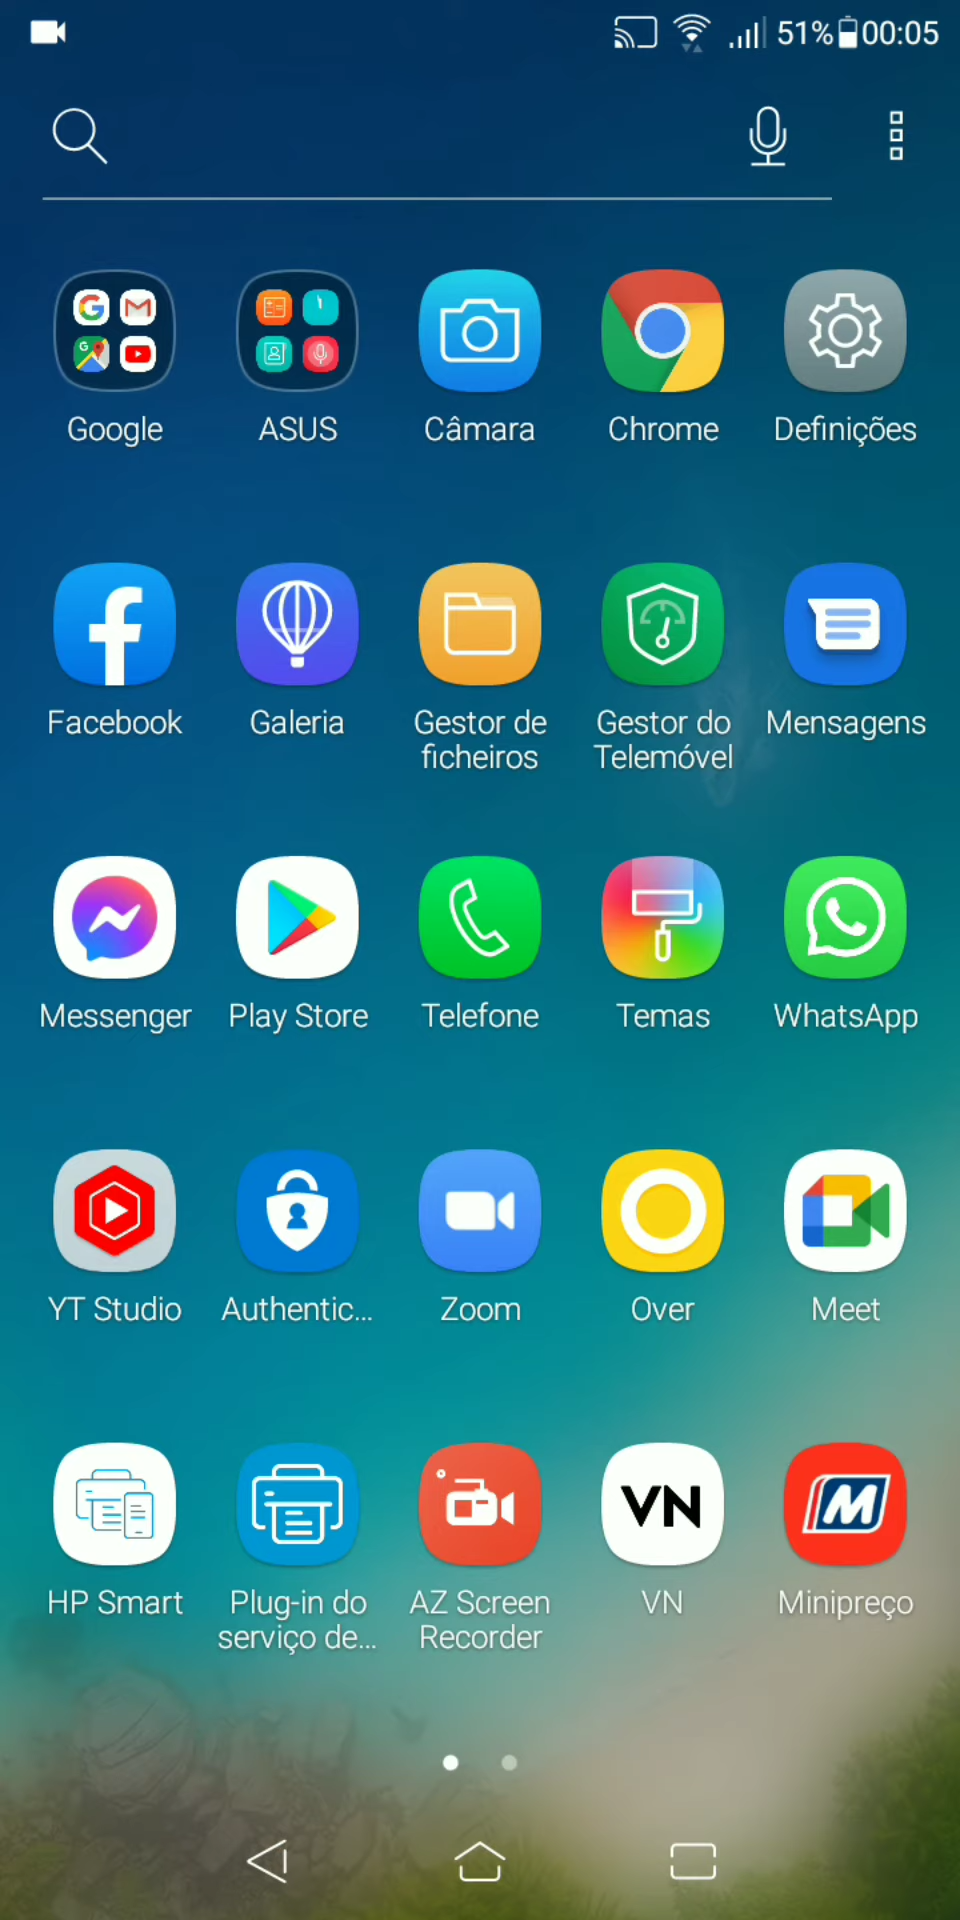 51% 00:05
Google ASUS Câmara Chrome Definições
Facebook Galeria Gestor de ficheiros Gestor do Telemóvel Mensagens
Messenger Play Store Telefone Temas WhatsApp
YT Studio Authentic... Zoom Over Meet
VN M
HP Smart Plug-in do serviço de... AZ Screen Recorder VN Minipreço